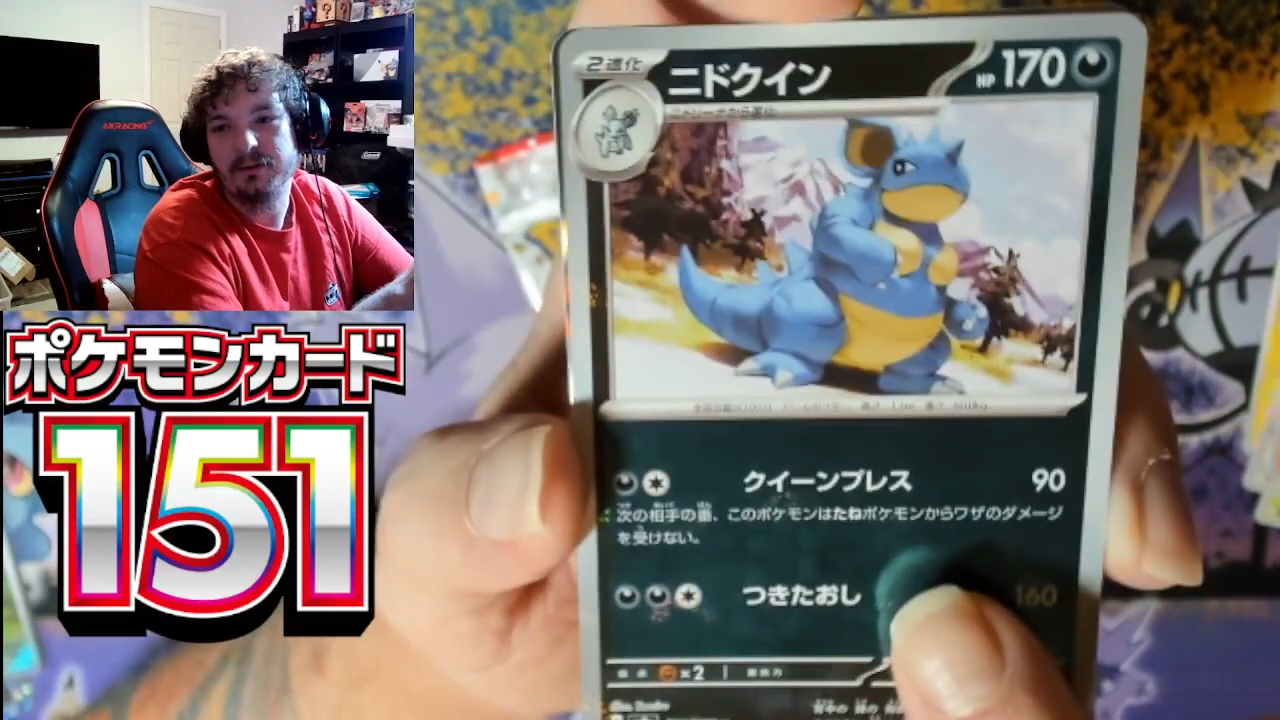 AKRACING
Coleman
ポケモンカード
151
2進化
ニドクイン
HP 170
クイーンプレス 90
次の相手の番、このポケモンはたねポケモンからワザのダメージ
を受けない。
つきたおし 160
×2